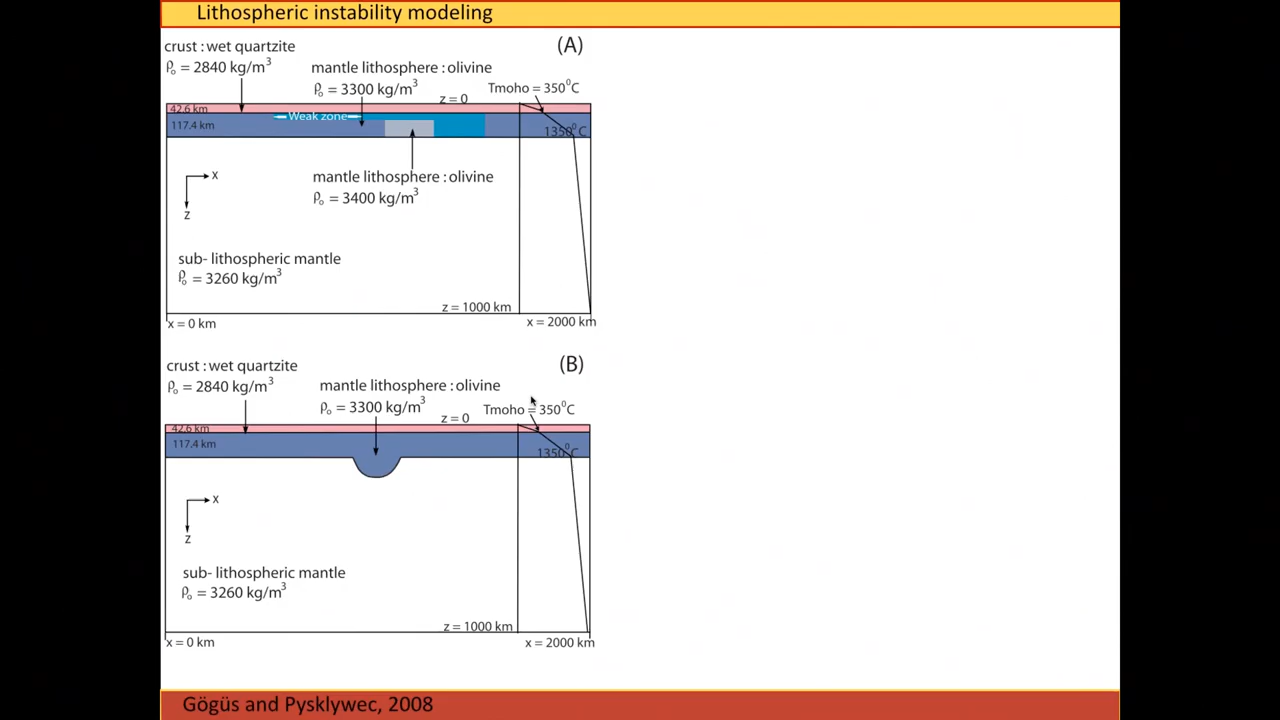 Lithospheric instability modeling
crust : wet quartzite
ρₒ = 2840 kg/m³
mantle lithosphere : olivine
ρₒ = 3300 kg/m³
(A)
Tmoho = 350⁰C
z = 0
42.6 km
Weak zone
117.4 km
1350⁰C
mantle lithosphere : olivine
ρₒ = 3400 kg/m³
x
z
sub- lithospheric mantle
ρₒ = 3260 kg/m³
z = 1000 km
x = 0 km
x = 2000 km
crust : wet quartzite
ρₒ = 2840 kg/m³
mantle lithosphere : olivine
ρₒ = 3300 kg/m³
(B)
Tmoho = 350⁰C
z = 0
42.6 km
117.4 km
1350⁰C
x
z
sub- lithospheric mantle
ρₒ = 3260 kg/m³
z = 1000 km
x = 0 km
x = 2000 km
Gögüs and Pysklywec, 2008